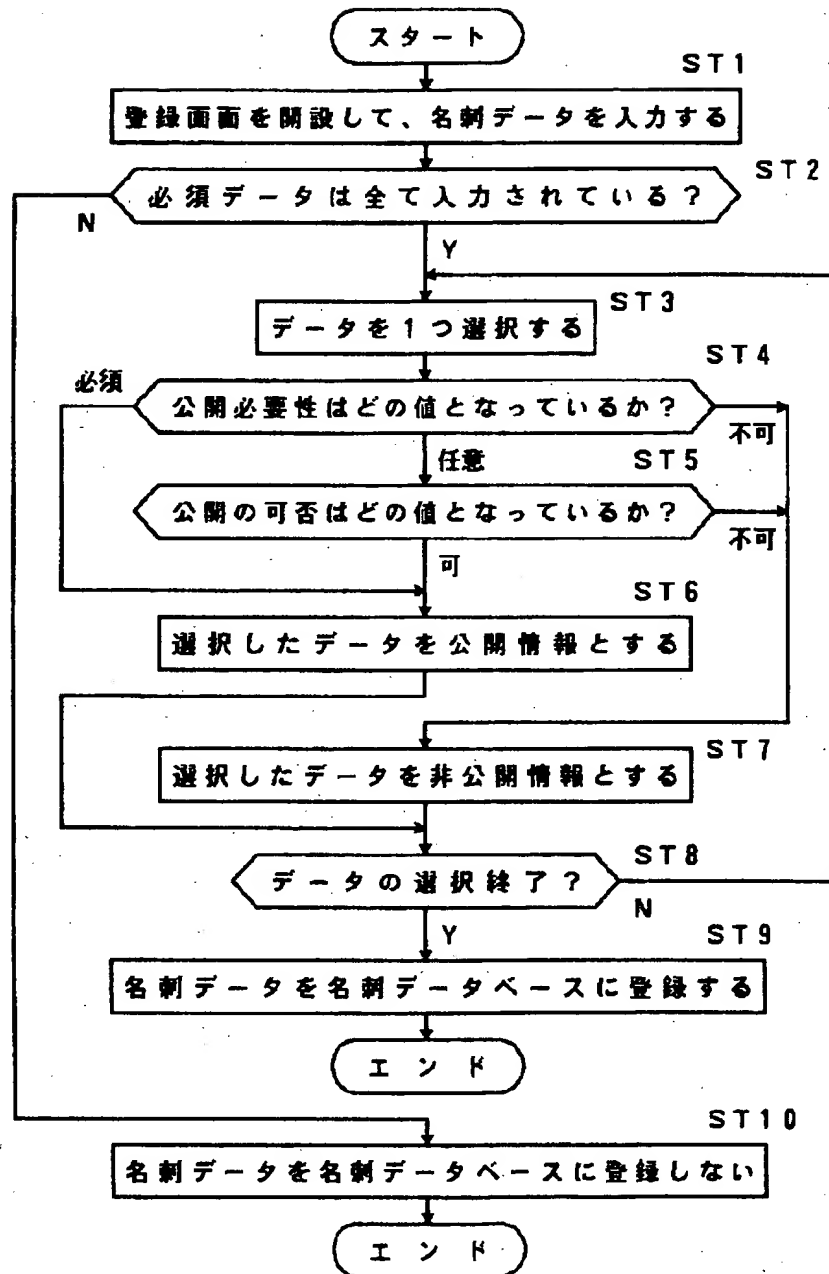 スタート
ST1
登録画面を開設して、名刺データを入力する
ST2
必須データは全て入力されている?
N
Y
ST3
データを1つ選択する
ST4
必須
公開必要性はどの値となっているか?
不可
任意
ST5
公開の可否はどの値となっているか?
不可
可
ST6
選択したデータを公開情報とする
ST7
選択したデータを非公開情報とする
ST8
データの選択終了?
N
Y
ST9
名刺データを名刺データベースに登録する
エンド
ST10
名刺データを名刺データベースに登録しない
エンド